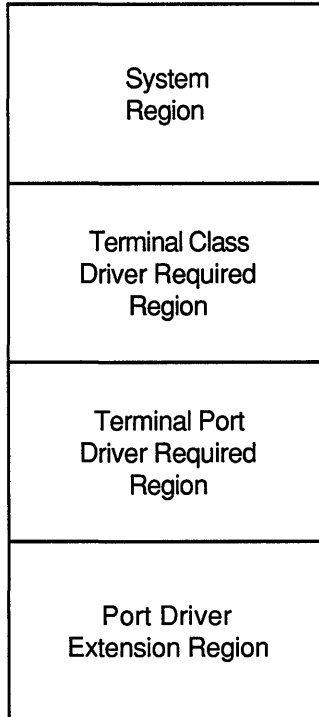 System
Region
Terminal Class
Driver Required
Region
Terminal Port
Driver Required
Region
Port Driver
Extension Region